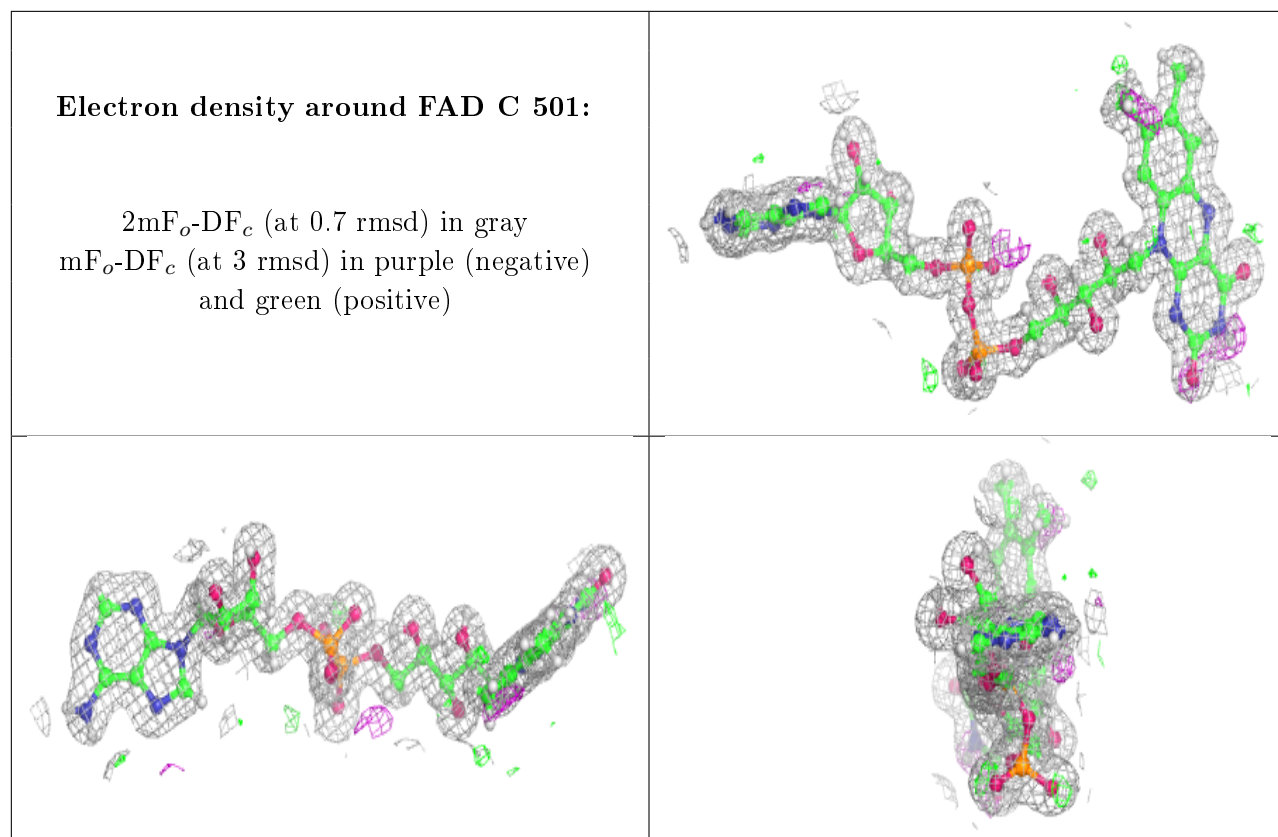 Electron density around FAD C 501:
2mFo-DFc (at 0.7 rmsd) in gray
mFo-DFc (at 3 rmsd) in purple (negative)
and green (positive)